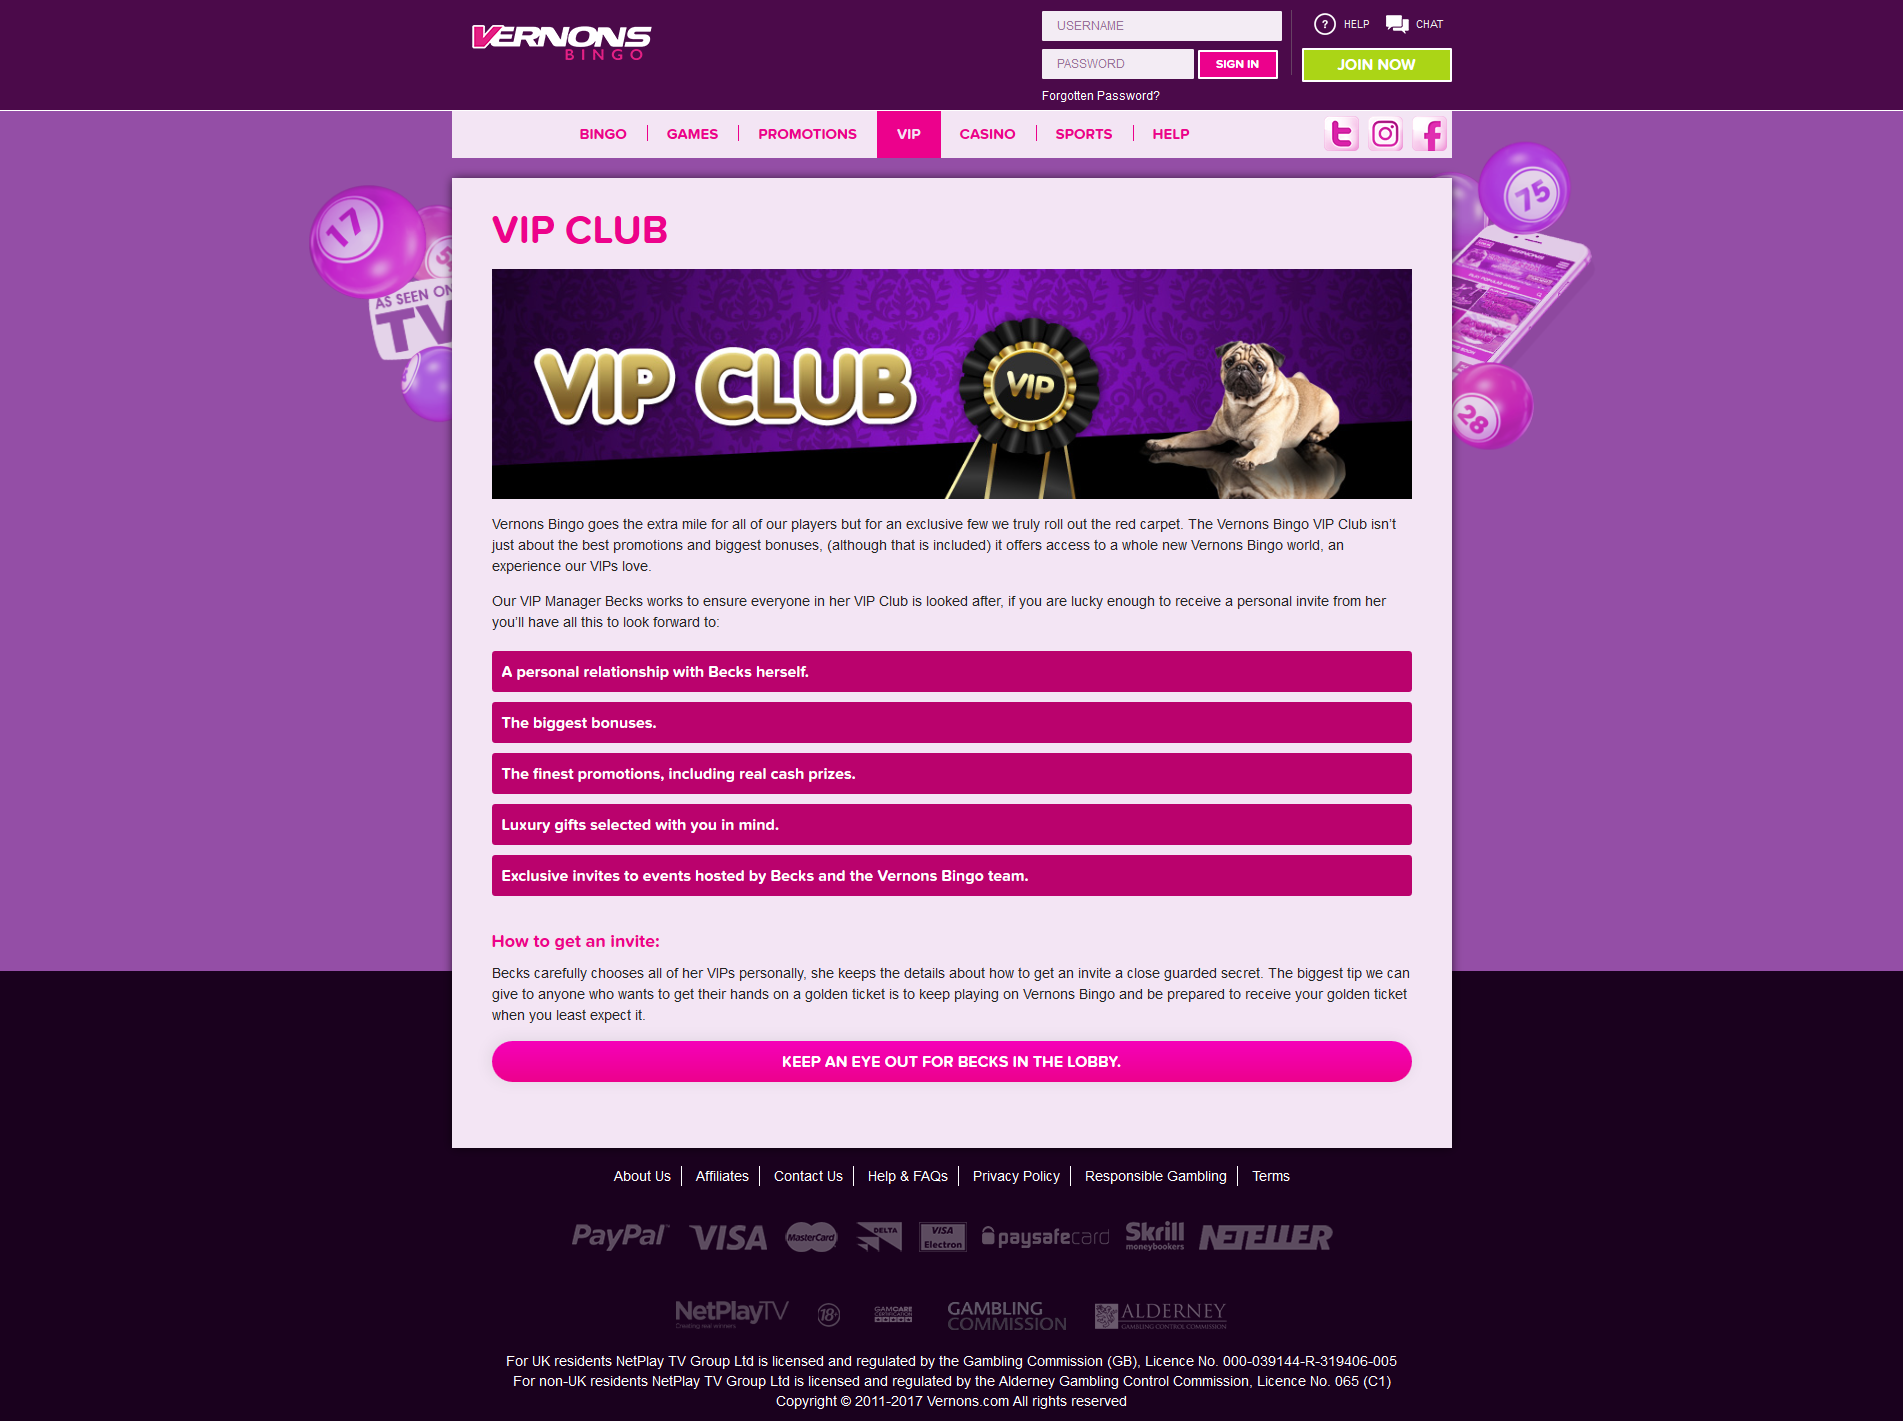 VERNONS
BINGO
USERNAME
PASSWORD
SIGN IN
Forgotten Password?
? HELP
CHAT
JOIN NOW
BINGO
GAMES
PROMOTIONS
VIP
CASINO
SPORTS
HELP
17
AS SEEN ON
TV
75
28
VIP CLUB
VIP CLUB
VIP
Vernons Bingo goes the extra mile for all of our players but for an exclusive few we truly roll out the red carpet. The Vernons Bingo VIP Club isn't
just about the best promotions and biggest bonuses, (although that is included) it offers access to a whole new Vernons Bingo world, an
experience our VIPs love.
Our VIP Manager Becks works to ensure everyone in her VIP Club is looked after, if you are lucky enough to receive a personal invite from her
you'll have all this to look forward to:
A personal relationship with Becks herself.
The biggest bonuses.
The finest promotions, including real cash prizes.
Luxury gifts selected with you in mind.
Exclusive invites to events hosted by Becks and the Vernons Bingo team.
How to get an invite:
Becks carefully chooses all of her VIPs personally, she keeps the details about how to get an invite a close guarded secret. The biggest tip we can
give to anyone who wants to get their hands on a golden ticket is to keep playing on Vernons Bingo and be prepared to receive your golden ticket
when you least expect it.
KEEP AN EYE OUT FOR BECKS IN THE LOBBY.
About Us
Affiliates
Contact Us
Help & FAQs
Privacy Policy
Responsible Gambling
Terms
PayPal
VISA
MasterCard
DELTA
VISA
Electron
paysafecard
Skrill
moneybookers
NETELLER
NetPlayTV
Creating real winners
18+
GAMCARE
CERTIFICATION
GAMBLING
COMMISSION
ALDERNEY
GAMBLING CONTROL COMMISSION
For UK residents NetPlay TV Group Ltd is licensed and regulated by the Gambling Commission (GB), Licence No. 000-039144-R-319406-005
For non-UK residents NetPlay TV Group Ltd is licensed and regulated by the Alderney Gambling Control Commission, Licence No. 065 (C1)
Copyright © 2011-2017 Vernons.com All rights reserved